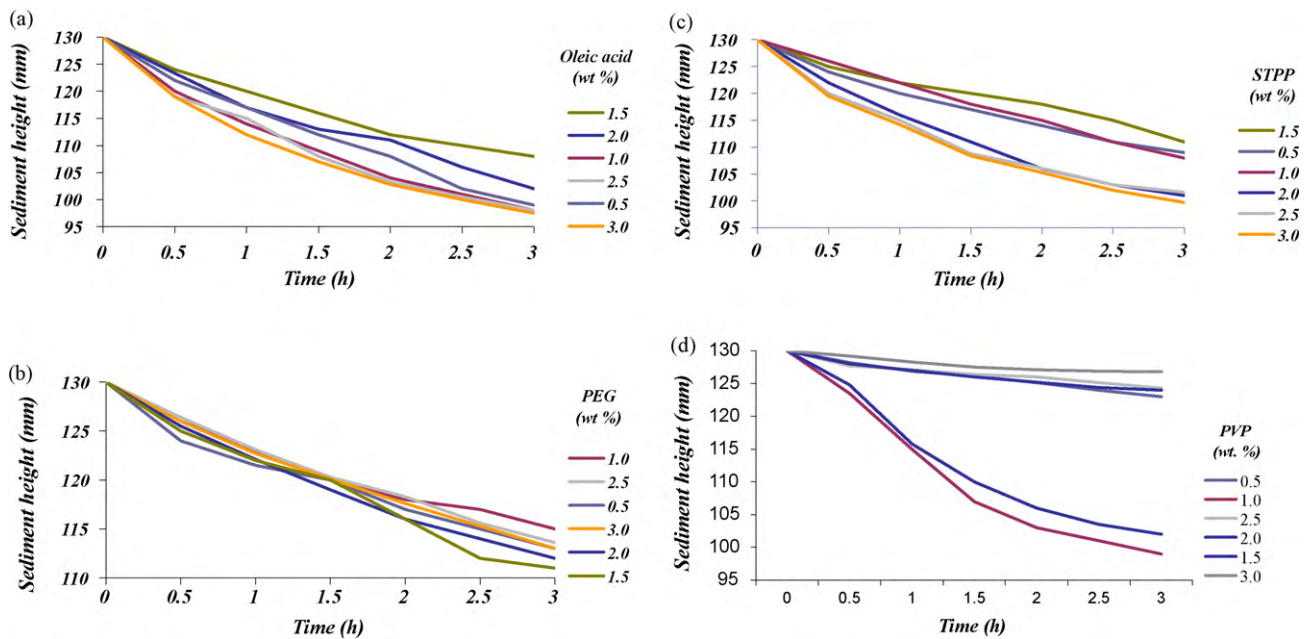 (a)
Sediment height (mm)
130
125
120
115
110
105
100
95
0 0.5 1 1.5 2 2.5 3
Time (h)
Oleic acid
(wt %)
1.5
2.0
1.0
2.5
0.5
3.0
(c)
Sediment height (mm)
130
125
120
115
110
105
100
95
0 0.5 1 1.5 2 2.5 3
Time (h)
STPP
(wt %)
1.5
0.5
1.0
2.0
2.5
3.0
(b)
Sediment height (mm)
130
125
120
115
110
0 0.5 1 1.5 2 2.5 3
Time (h)
PEG
(wt %)
1.0
2.5
0.5
3.0
2.0
1.5
(d)
Sediment height (mm)
130
125
120
115
110
105
100
95
0 0.5 1 1.5 2 2.5 3
Time (h)
PVP
(wt. %)
0.5
1.0
2.5
2.0
1.5
3.0